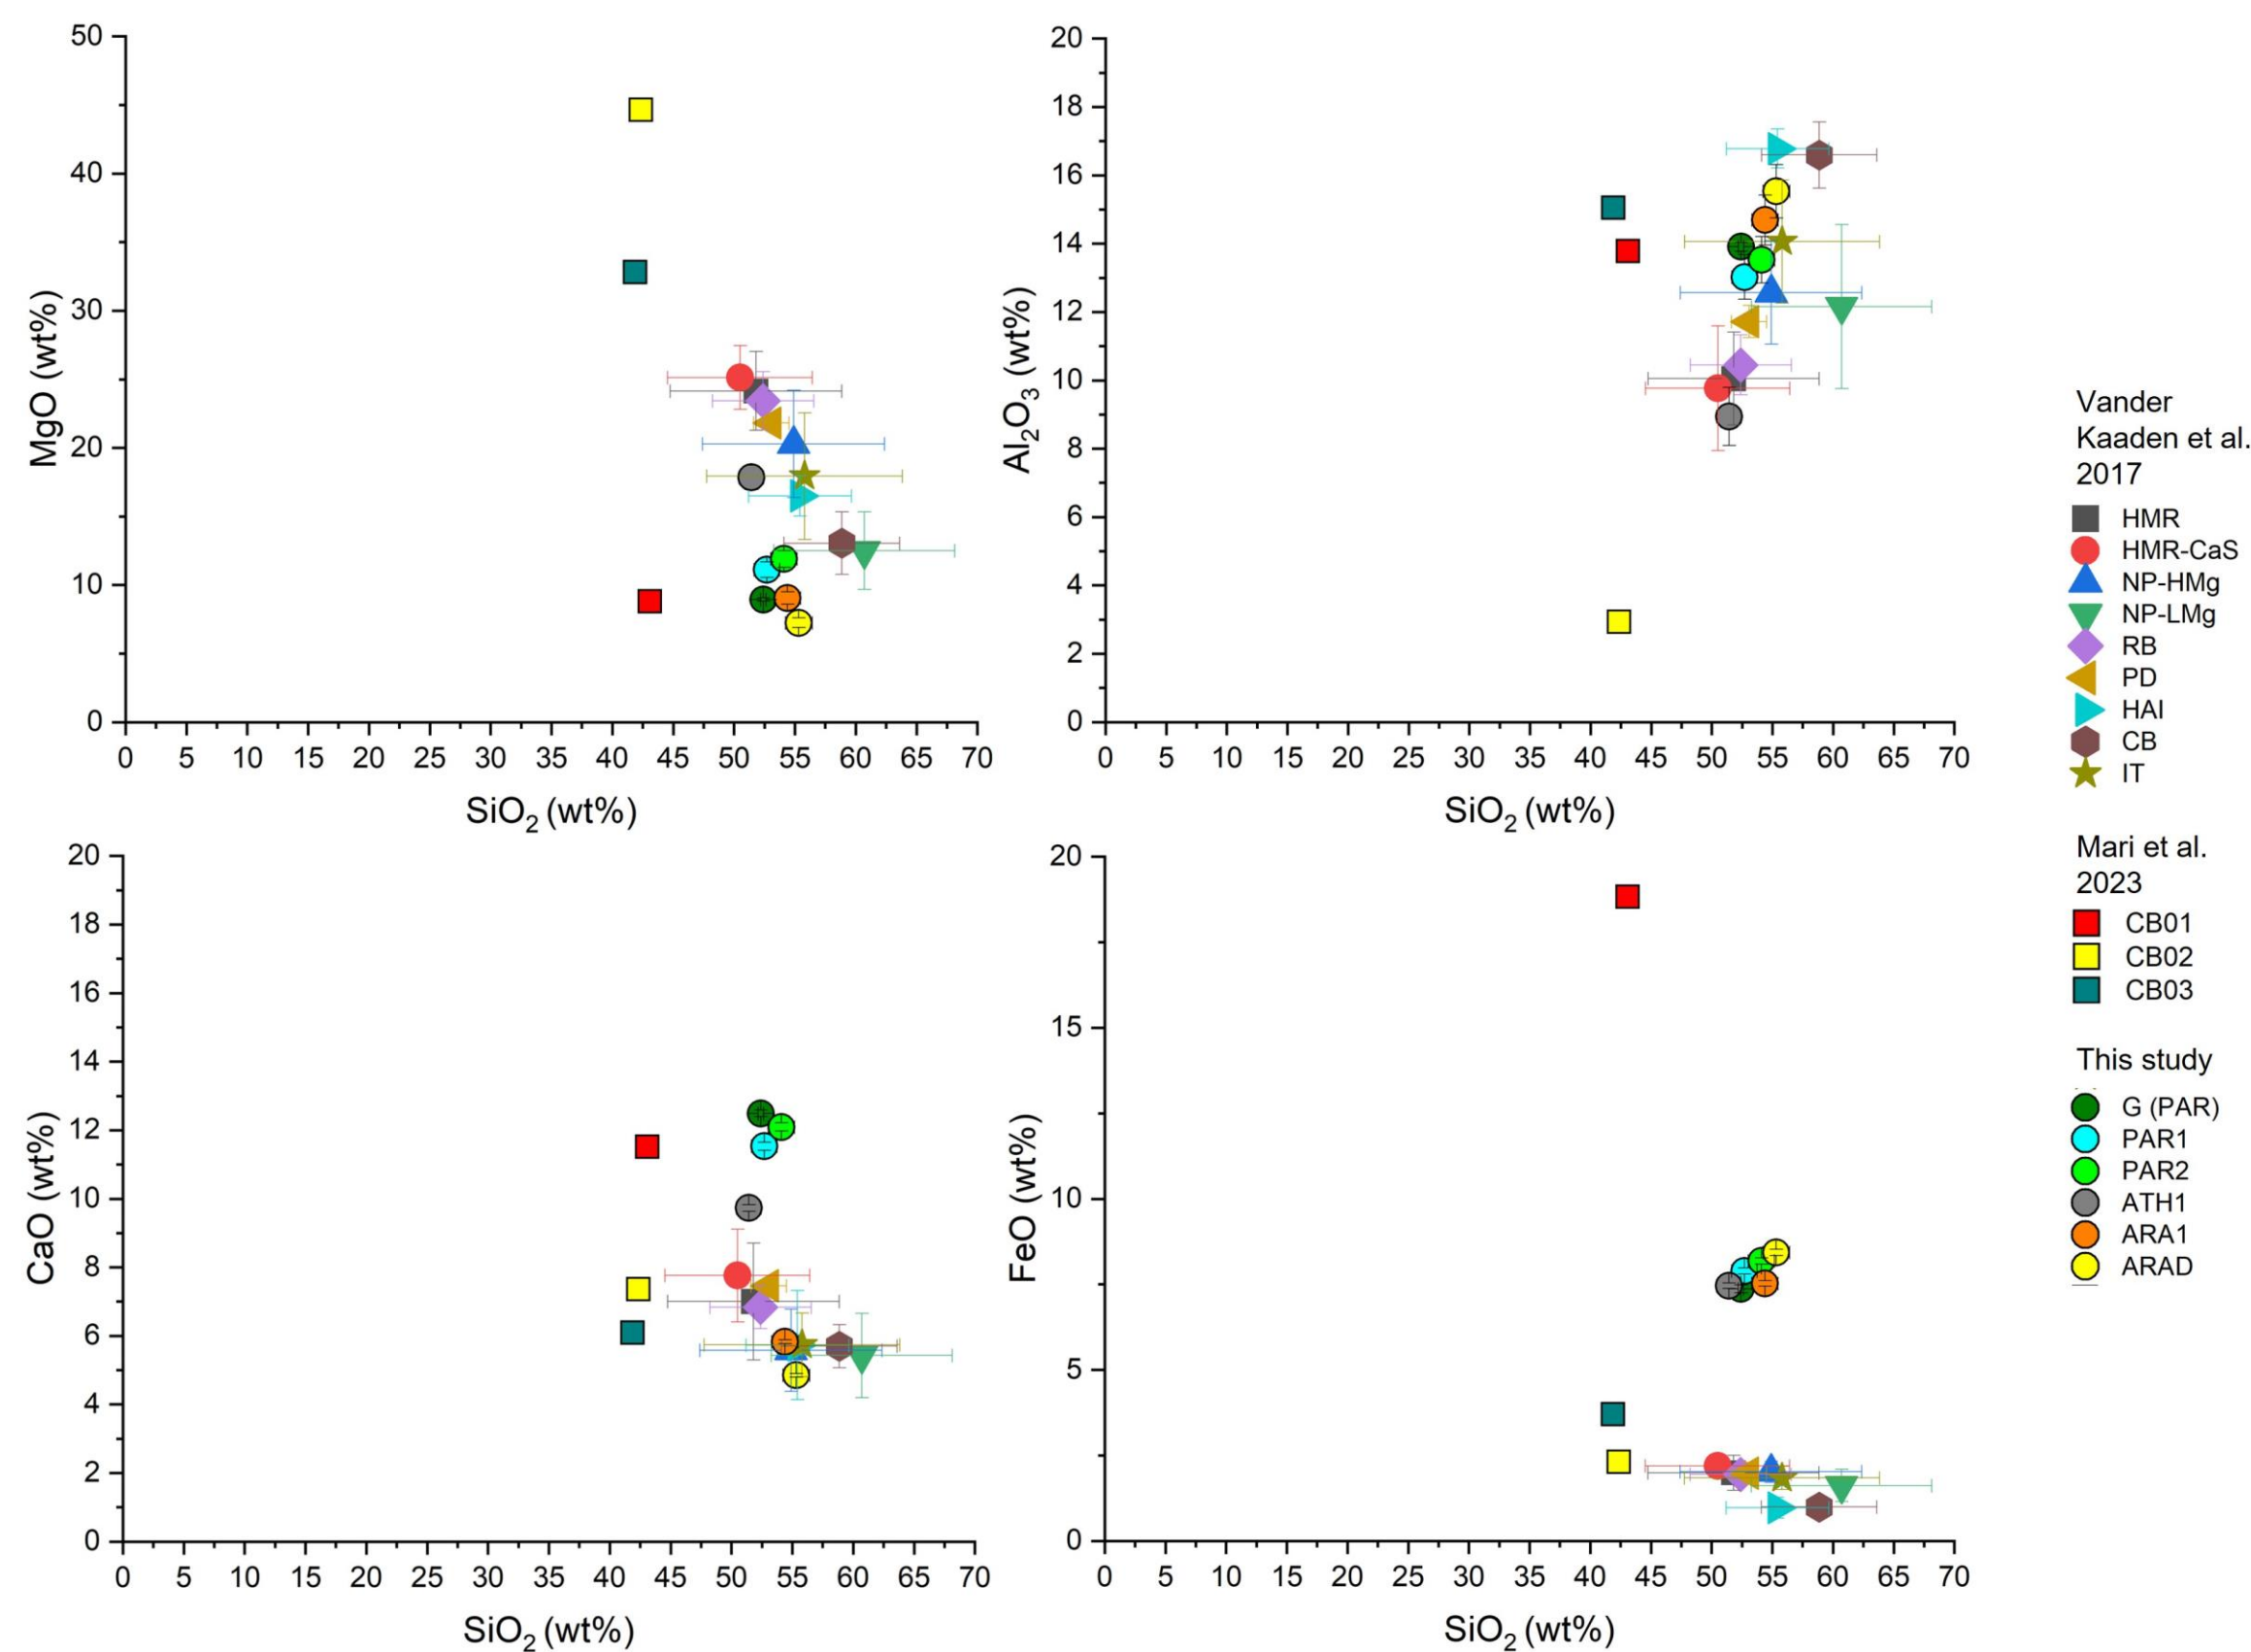 50
40
30
20
10
0
MgO (wt%)
0 5 10 15 20 25 30 35 40 45 50 55 60 65 70
SiO₂ (wt%)
20
18
16
14
12
10
8
6
4
2
0
Al₂O₃ (wt%)
0 5 10 15 20 25 30 35 40 45 50 55 60 65 70
SiO₂ (wt%)
20
18
16
14
12
10
8
6
4
2
0
CaO (wt%)
0 5 10 15 20 25 30 35 40 45 50 55 60 65 70
SiO₂ (wt%)
20
15
10
5
0
FeO (wt%)
0 5 10 15 20 25 30 35 40 45 50 55 60 65 70
SiO₂ (wt%)
Vander
Kaaden et al.
2017
HMR
HMR-CaS
NP-HMg
NP-LMg
RB
PD
HAI
CB
IT
Mari et al.
2023
CB01
CB02
CB03
This study
G (PAR)
PAR1
PAR2
ATH1
ARA1
ARAD